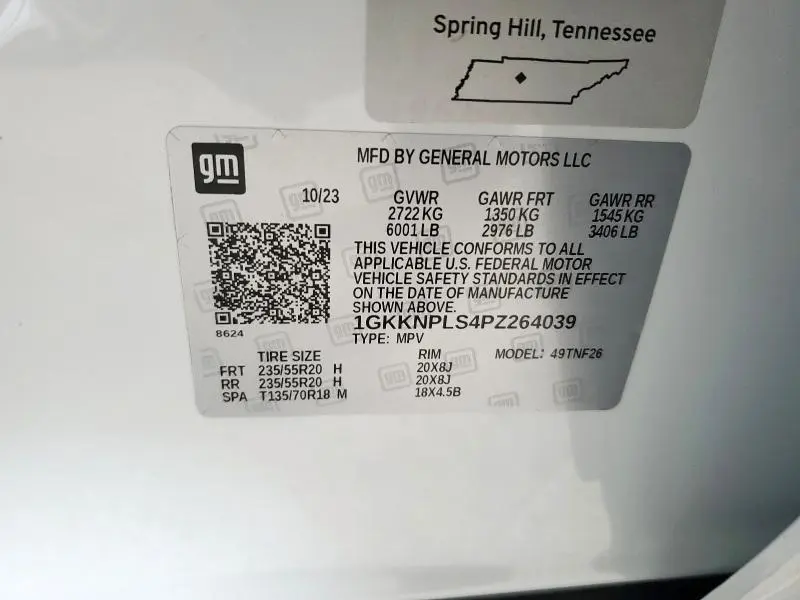 Spring Hill, Tennessee
gm
MFD BY GENERAL MOTORS LLC
10/23 GVWR GAWR FRT GAWR RR
2722 KG 1350 KG 1545 KG
6001 LB 2976 LB 3406 LB
THIS VEHICLE CONFORMS TO ALL
APPLICABLE U.S. FEDERAL MOTOR
VEHICLE SAFETY STANDARDS IN EFFECT
ON THE DATE OF MANUFACTURE
SHOWN ABOVE.
8624
1GKKNPLS4PZ264039
TYPE: MPV
TIRE SIZE RIM MODEL: 49TNF26
FRT 235/55R20 H 20X8J
RR 235/55R20 H 20X8J
SPA T135/70R18 M 18X4.5B